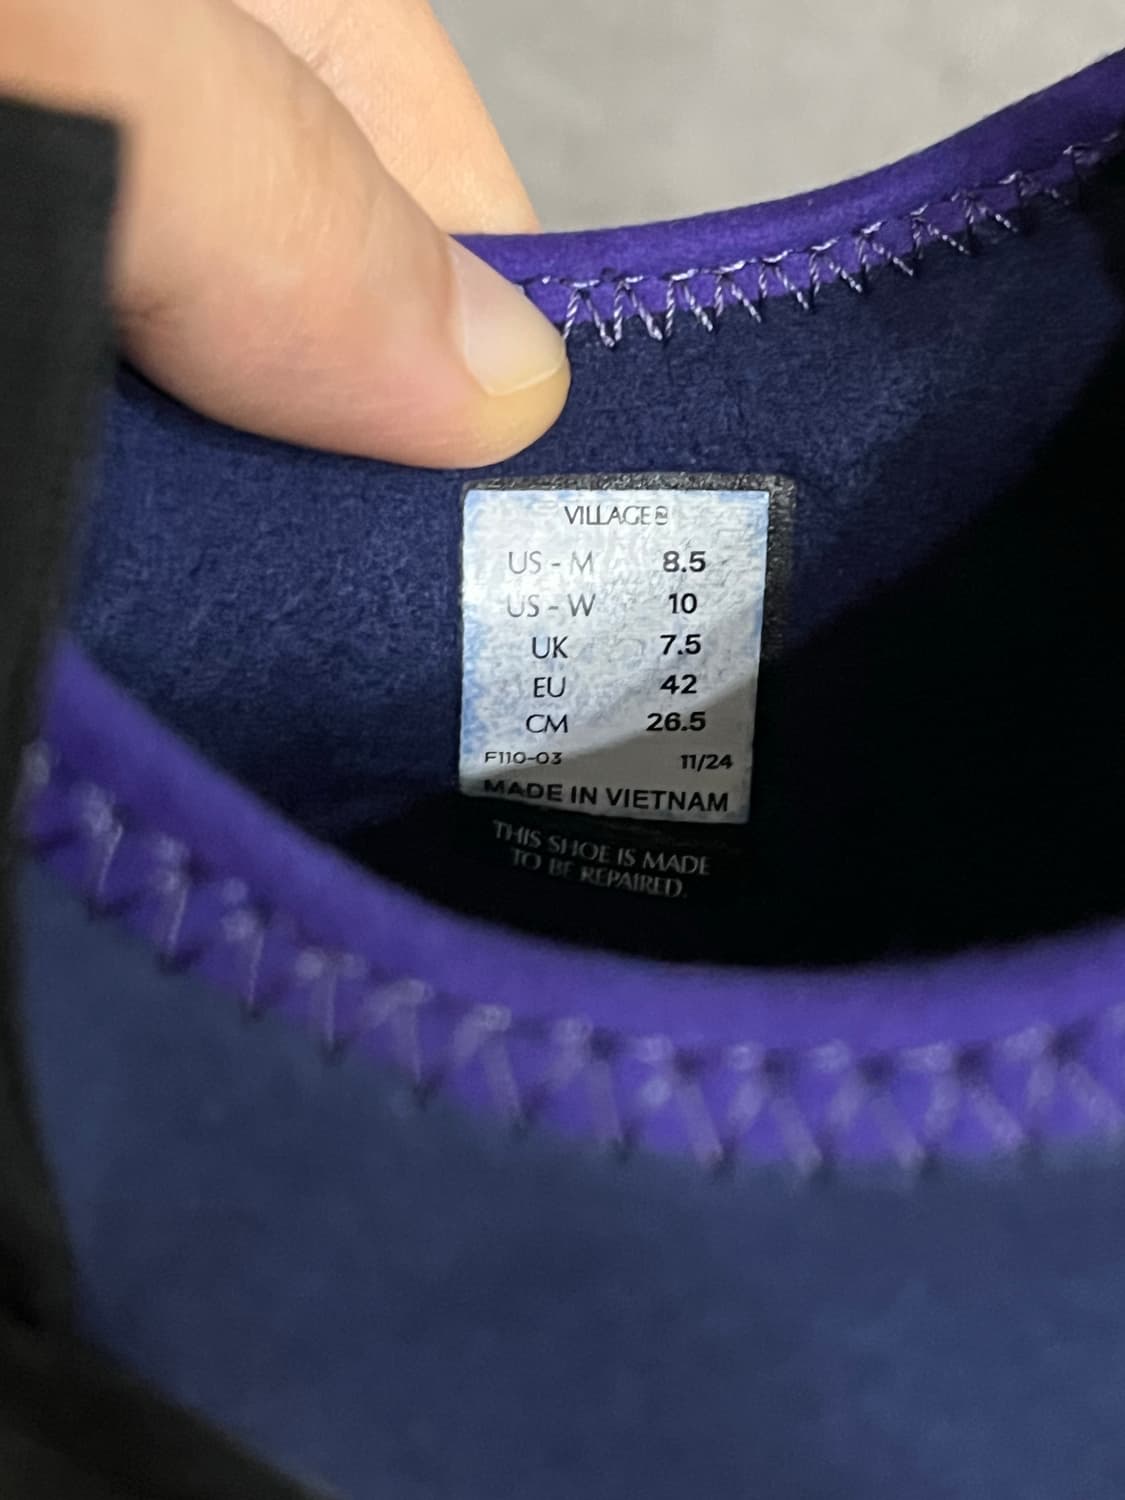 VILLAGE B
US - M 8.5
US - W 10
UK 7.5
EU 42
CM 26.5
F110-03 11/24
MADE IN VIETNAM
THIS SHOE IS MADE
TO BE REPAIRED.